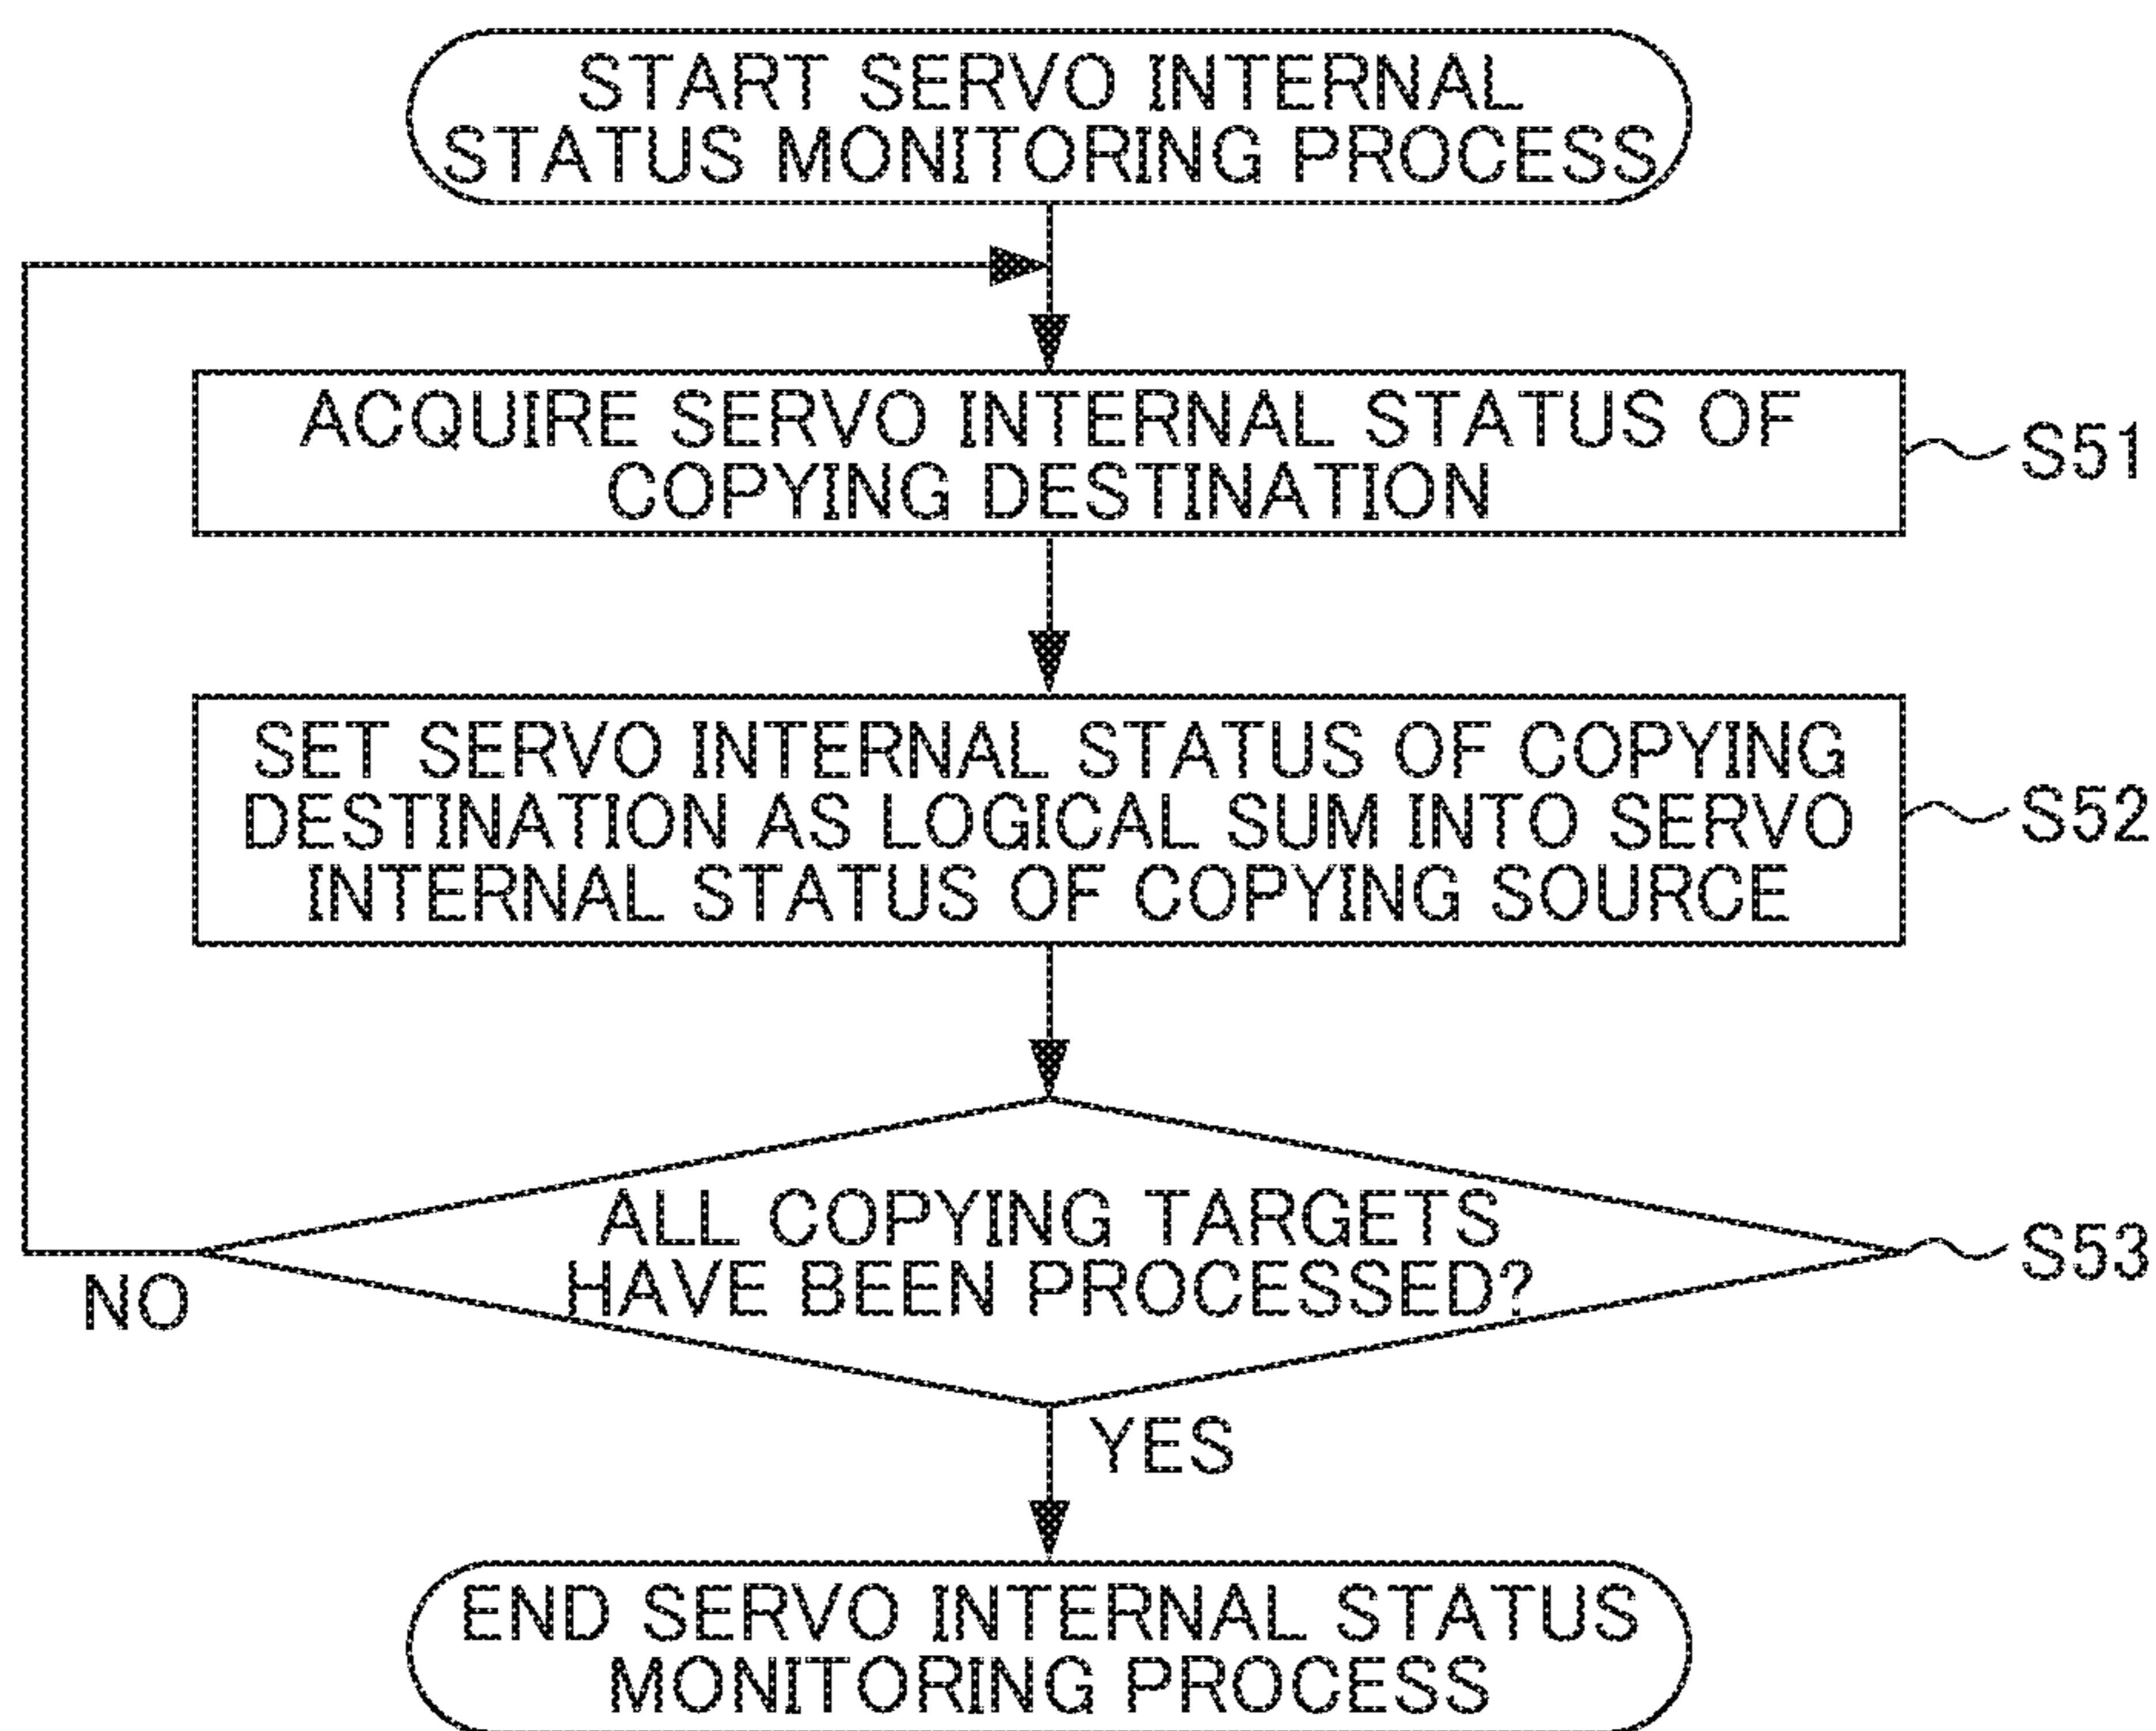 START SERVO INTERNAL
STATUS MONITORING PROCESS
ACQUIRE SERVO INTERNAL STATUS OF
COPYING DESTINATION
S51
SET SERVO INTERNAL STATUS OF COPYING
DESTINATION AS LOGICAL SUM INTO SERVO
INTERNAL STATUS OF COPYING SOURCE
S52
ALL COPYING TARGETS
HAVE BEEN PROCESSED?
S53
NO
YES
END SERVO INTERNAL STATUS
MONITORING PROCESS